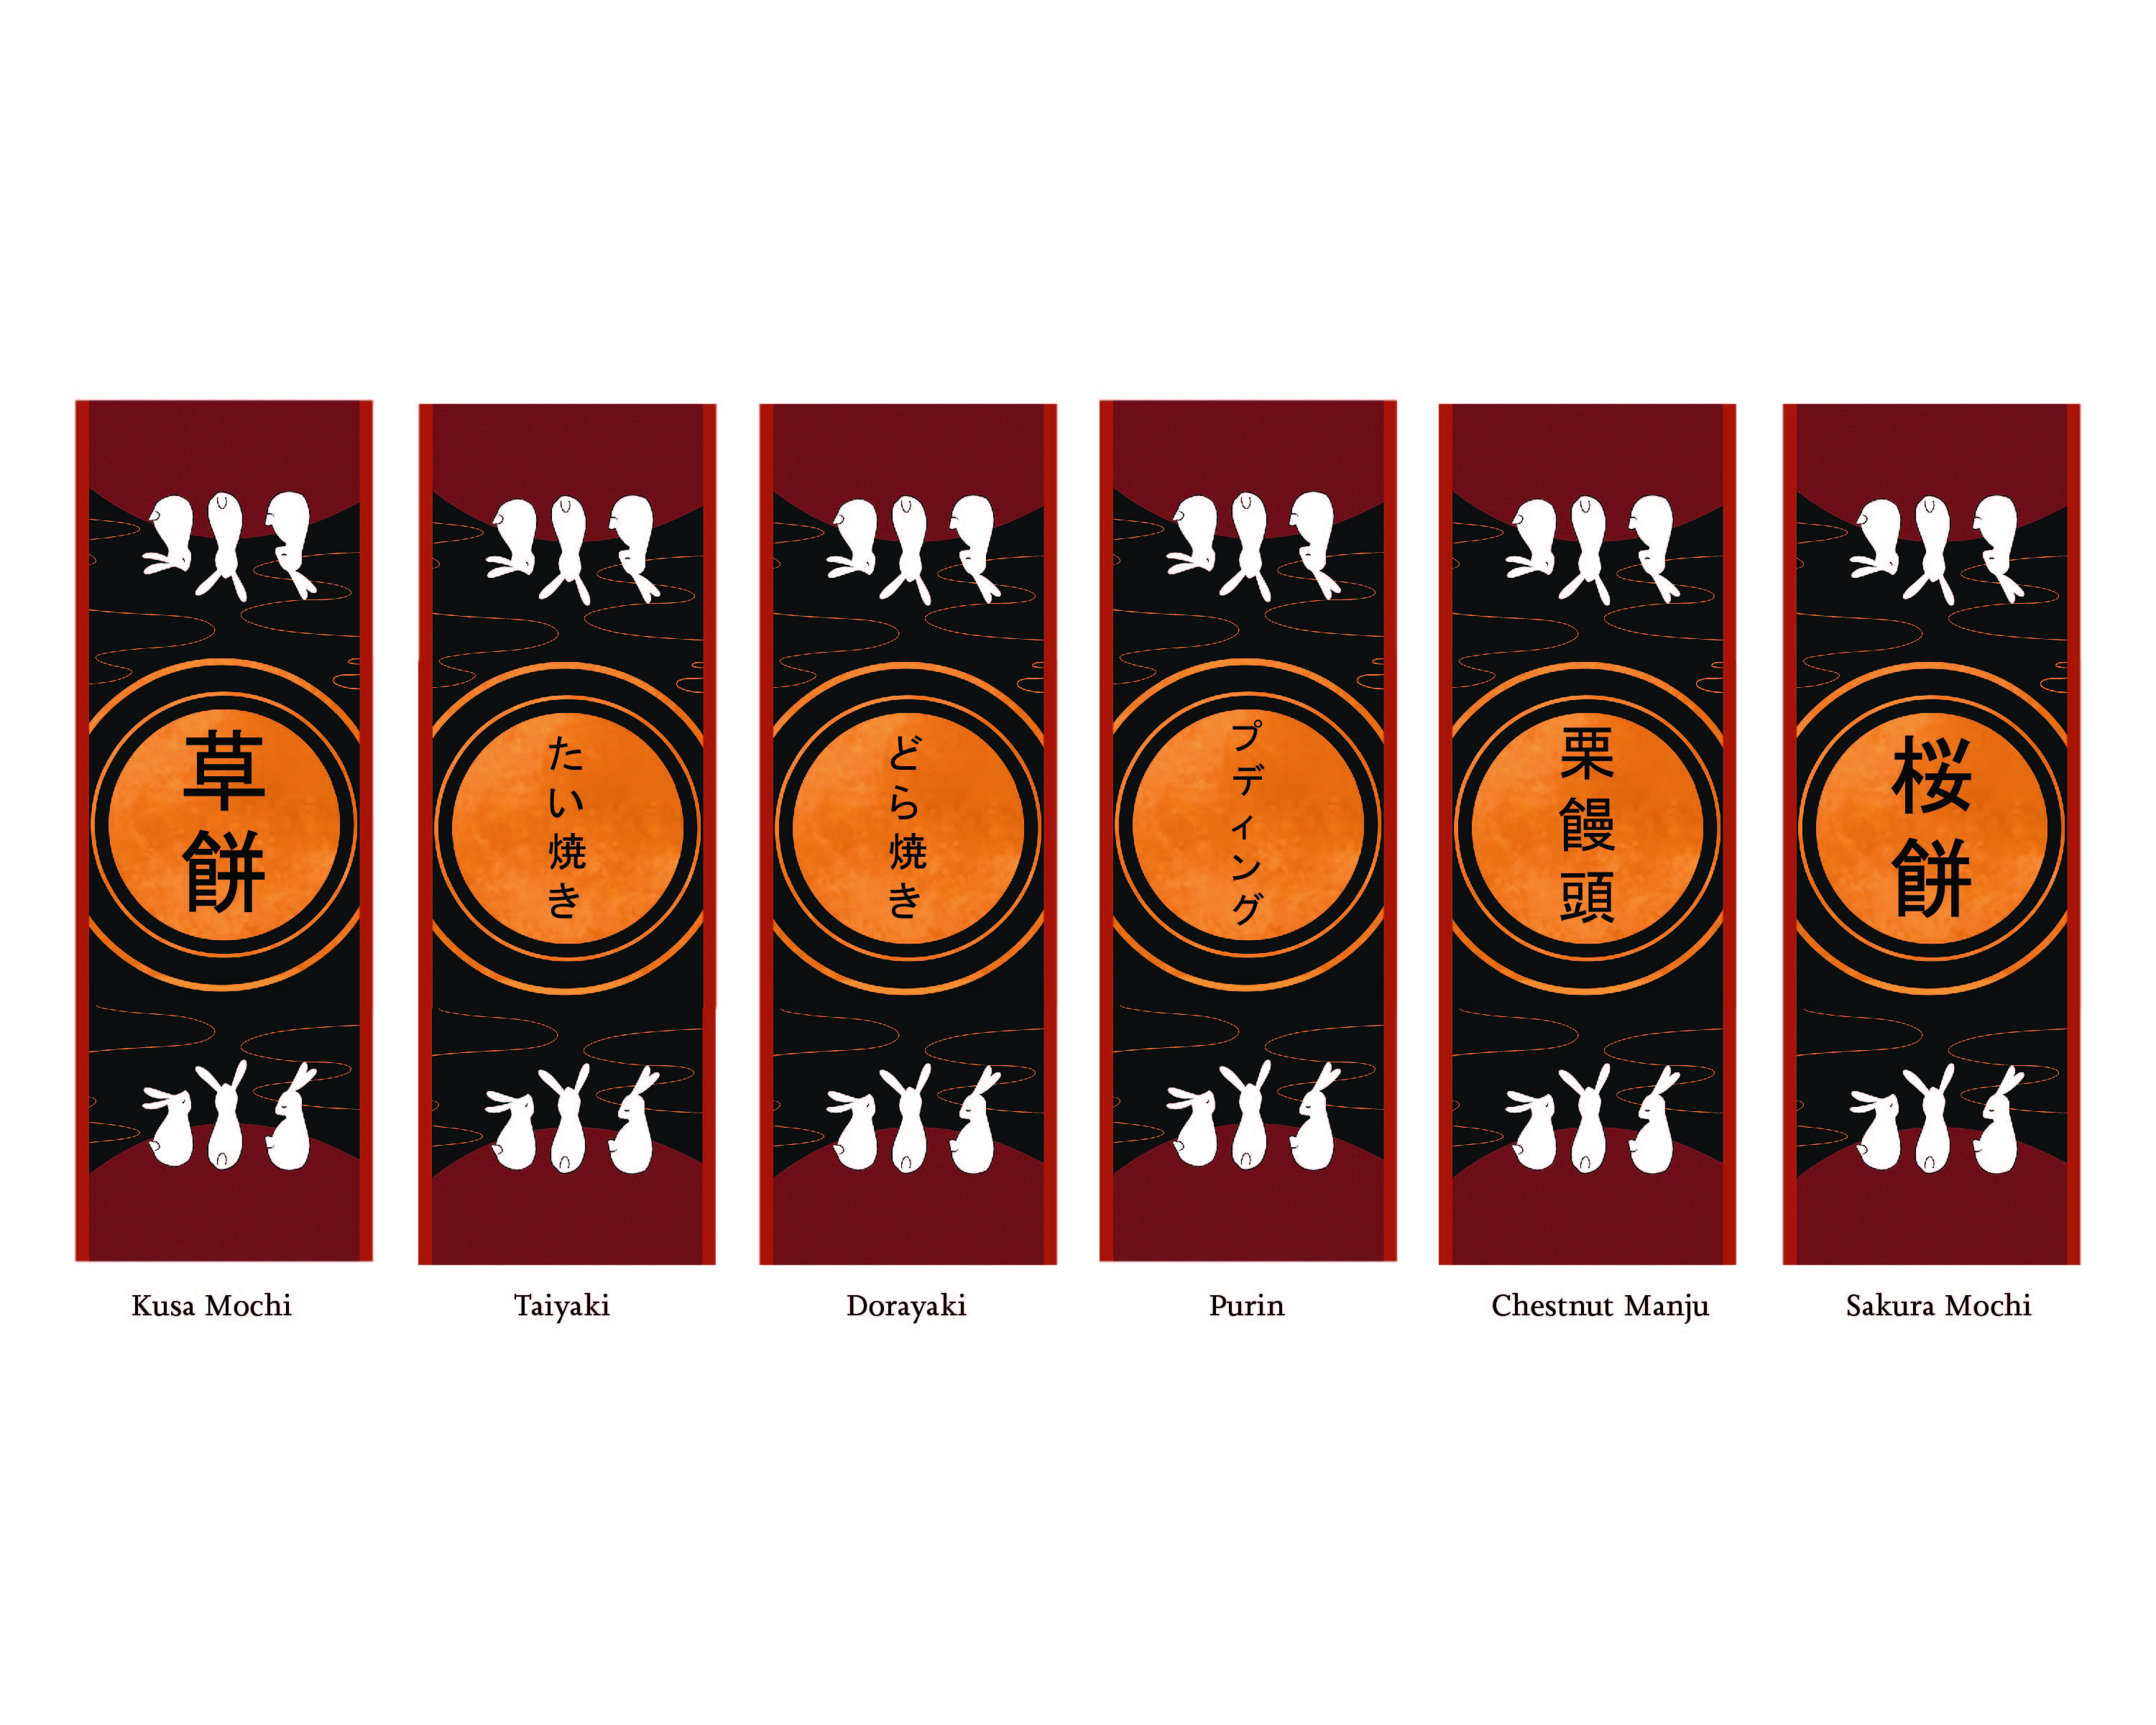 草餅
たい焼き
どら焼き
プディング
栗饅頭
桜餅
Kusa Mochi
Taiyaki
Dorayaki
Purin
Chestnut Manju
Sakura Mochi